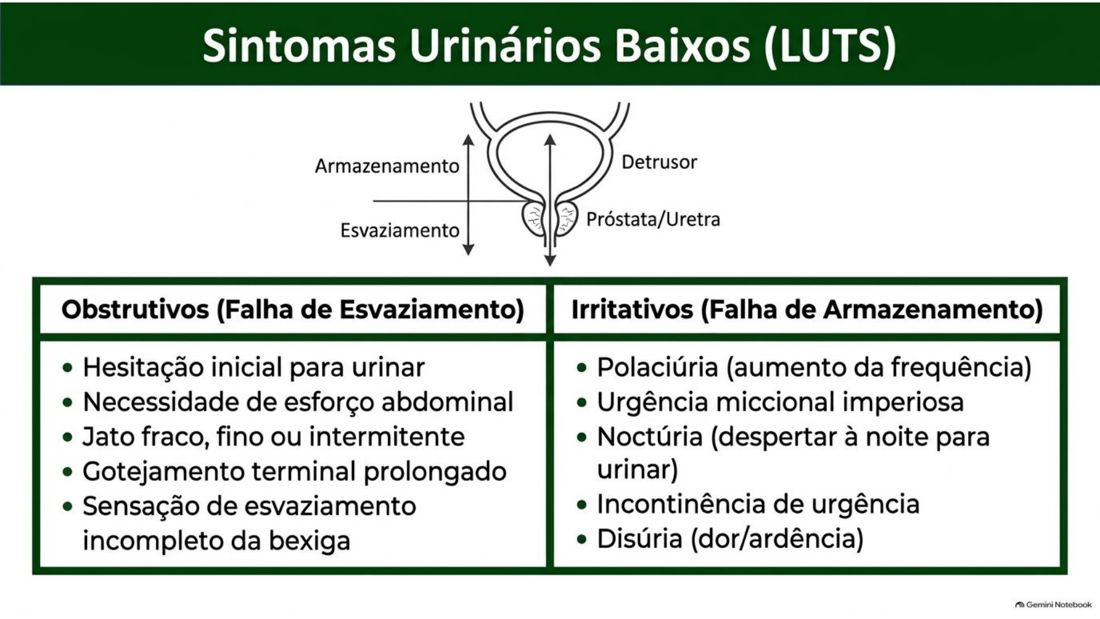 Sintomas Urinários Baixos (LUTS)
Armazenamento
Detrusor
Esvaziamento
Próstata/Uretra
Obstrutivos (Falha de Esvaziamento)
• Hesitação inicial para urinar
• Necessidade de esforço abdominal
• Jato fraco, fino ou intermitente
• Gotejamento terminal prolongado
• Sensação de esvaziamento
incompleto da bexiga
Irritativos (Falha de Armazenamento)
• Polaciúria (aumento da frequência)
• Urgência miccional imperiosa
• Noctúria (despertar à noite para
urinar)
• Incontinência de urgência
• Disúria (dor/ardência)
Gemini Notebook